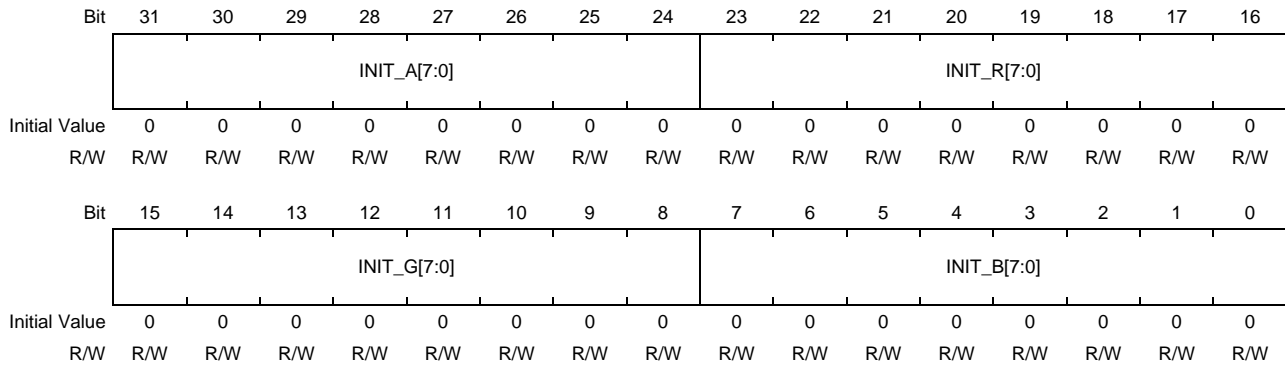 Bit 31 30 29 28 27 26 25 24 23 22 21 20 19 18 17 16
INIT_A[7:0] INIT_R[7:0]
Initial Value 0 0 0 0 0 0 0 0 0 0 0 0 0 0 0 0
R/W R/W R/W R/W R/W R/W R/W R/W R/W R/W R/W R/W R/W R/W R/W R/W R/W
Bit 15 14 13 12 11 10 9 8 7 6 5 4 3 2 1 0
INIT_G[7:0] INIT_B[7:0]
Initial Value 0 0 0 0 0 0 0 0 0 0 0 0 0 0 0 0
R/W R/W R/W R/W R/W R/W R/W R/W R/W R/W R/W R/W R/W R/W R/W R/W R/W